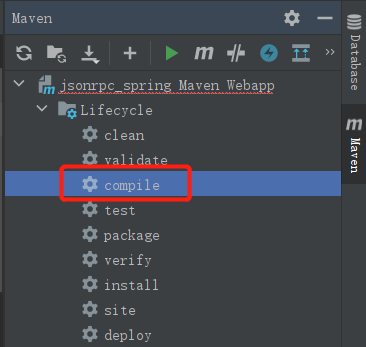 Maven
jsonrpc_spring Maven Webapp
Lifecycle
clean
validate
compile
test
package
verify
install
site
deploy
Database
Maven